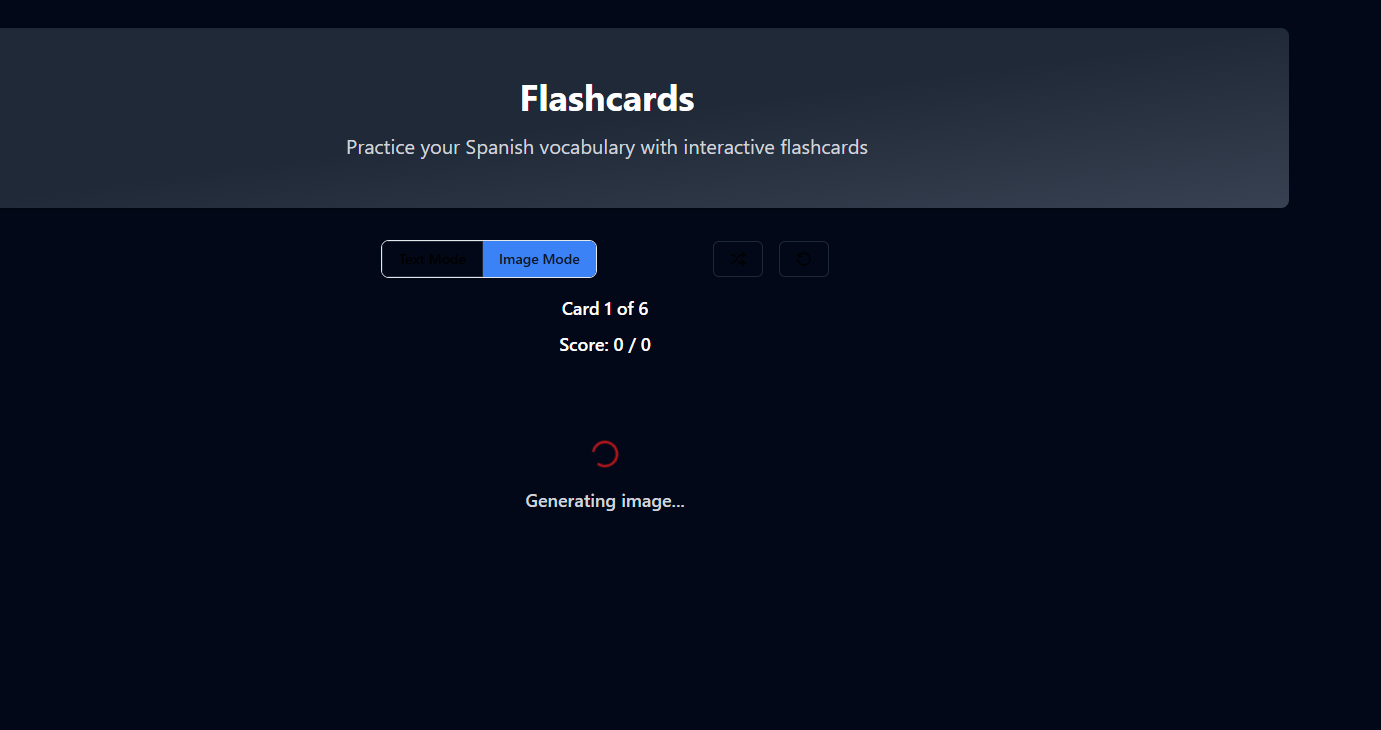 Flashcards
Practice your Spanish vocabulary with interactive flashcards
Text Mode Image Mode
Card 1 of 6
Score: 0 / 0
Generating image...